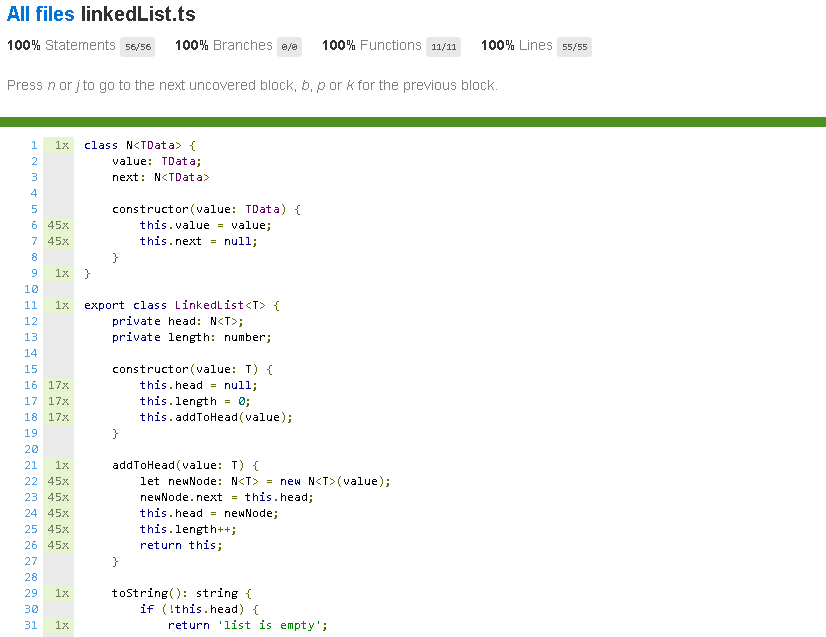 All files linkedList.ts
100% Statements 56/56 100% Branches 0/0 100% Functions 11/11 100% Lines 55/55
Press n or j to go to the next uncovered block, b, p or k for the previous block.
1 1x class N<TData> {
2 value: TData;
3 next: N<TData>
4
5 constructor(value: TData) {
6 45x this.value = value;
7 45x this.next = null;
8 }
9 1x }
10
11 1x export class LinkedList<T> {
12 private head: N<T>;
13 private length: number;
14
15 constructor(value: T) {
16 17x this.head = null;
17 17x this.length = 0;
18 17x this.addToHead(value);
19 }
20
21 1x addToHead(value: T) {
22 45x let newNode: N<T> = new N<T>(value);
23 45x newNode.next = this.head;
24 45x this.head = newNode;
25 45x this.length++;
26 45x return this;
27 }
28
29 1x toString(): string {
30 if (!this.head) {
31 1x return 'list is empty';